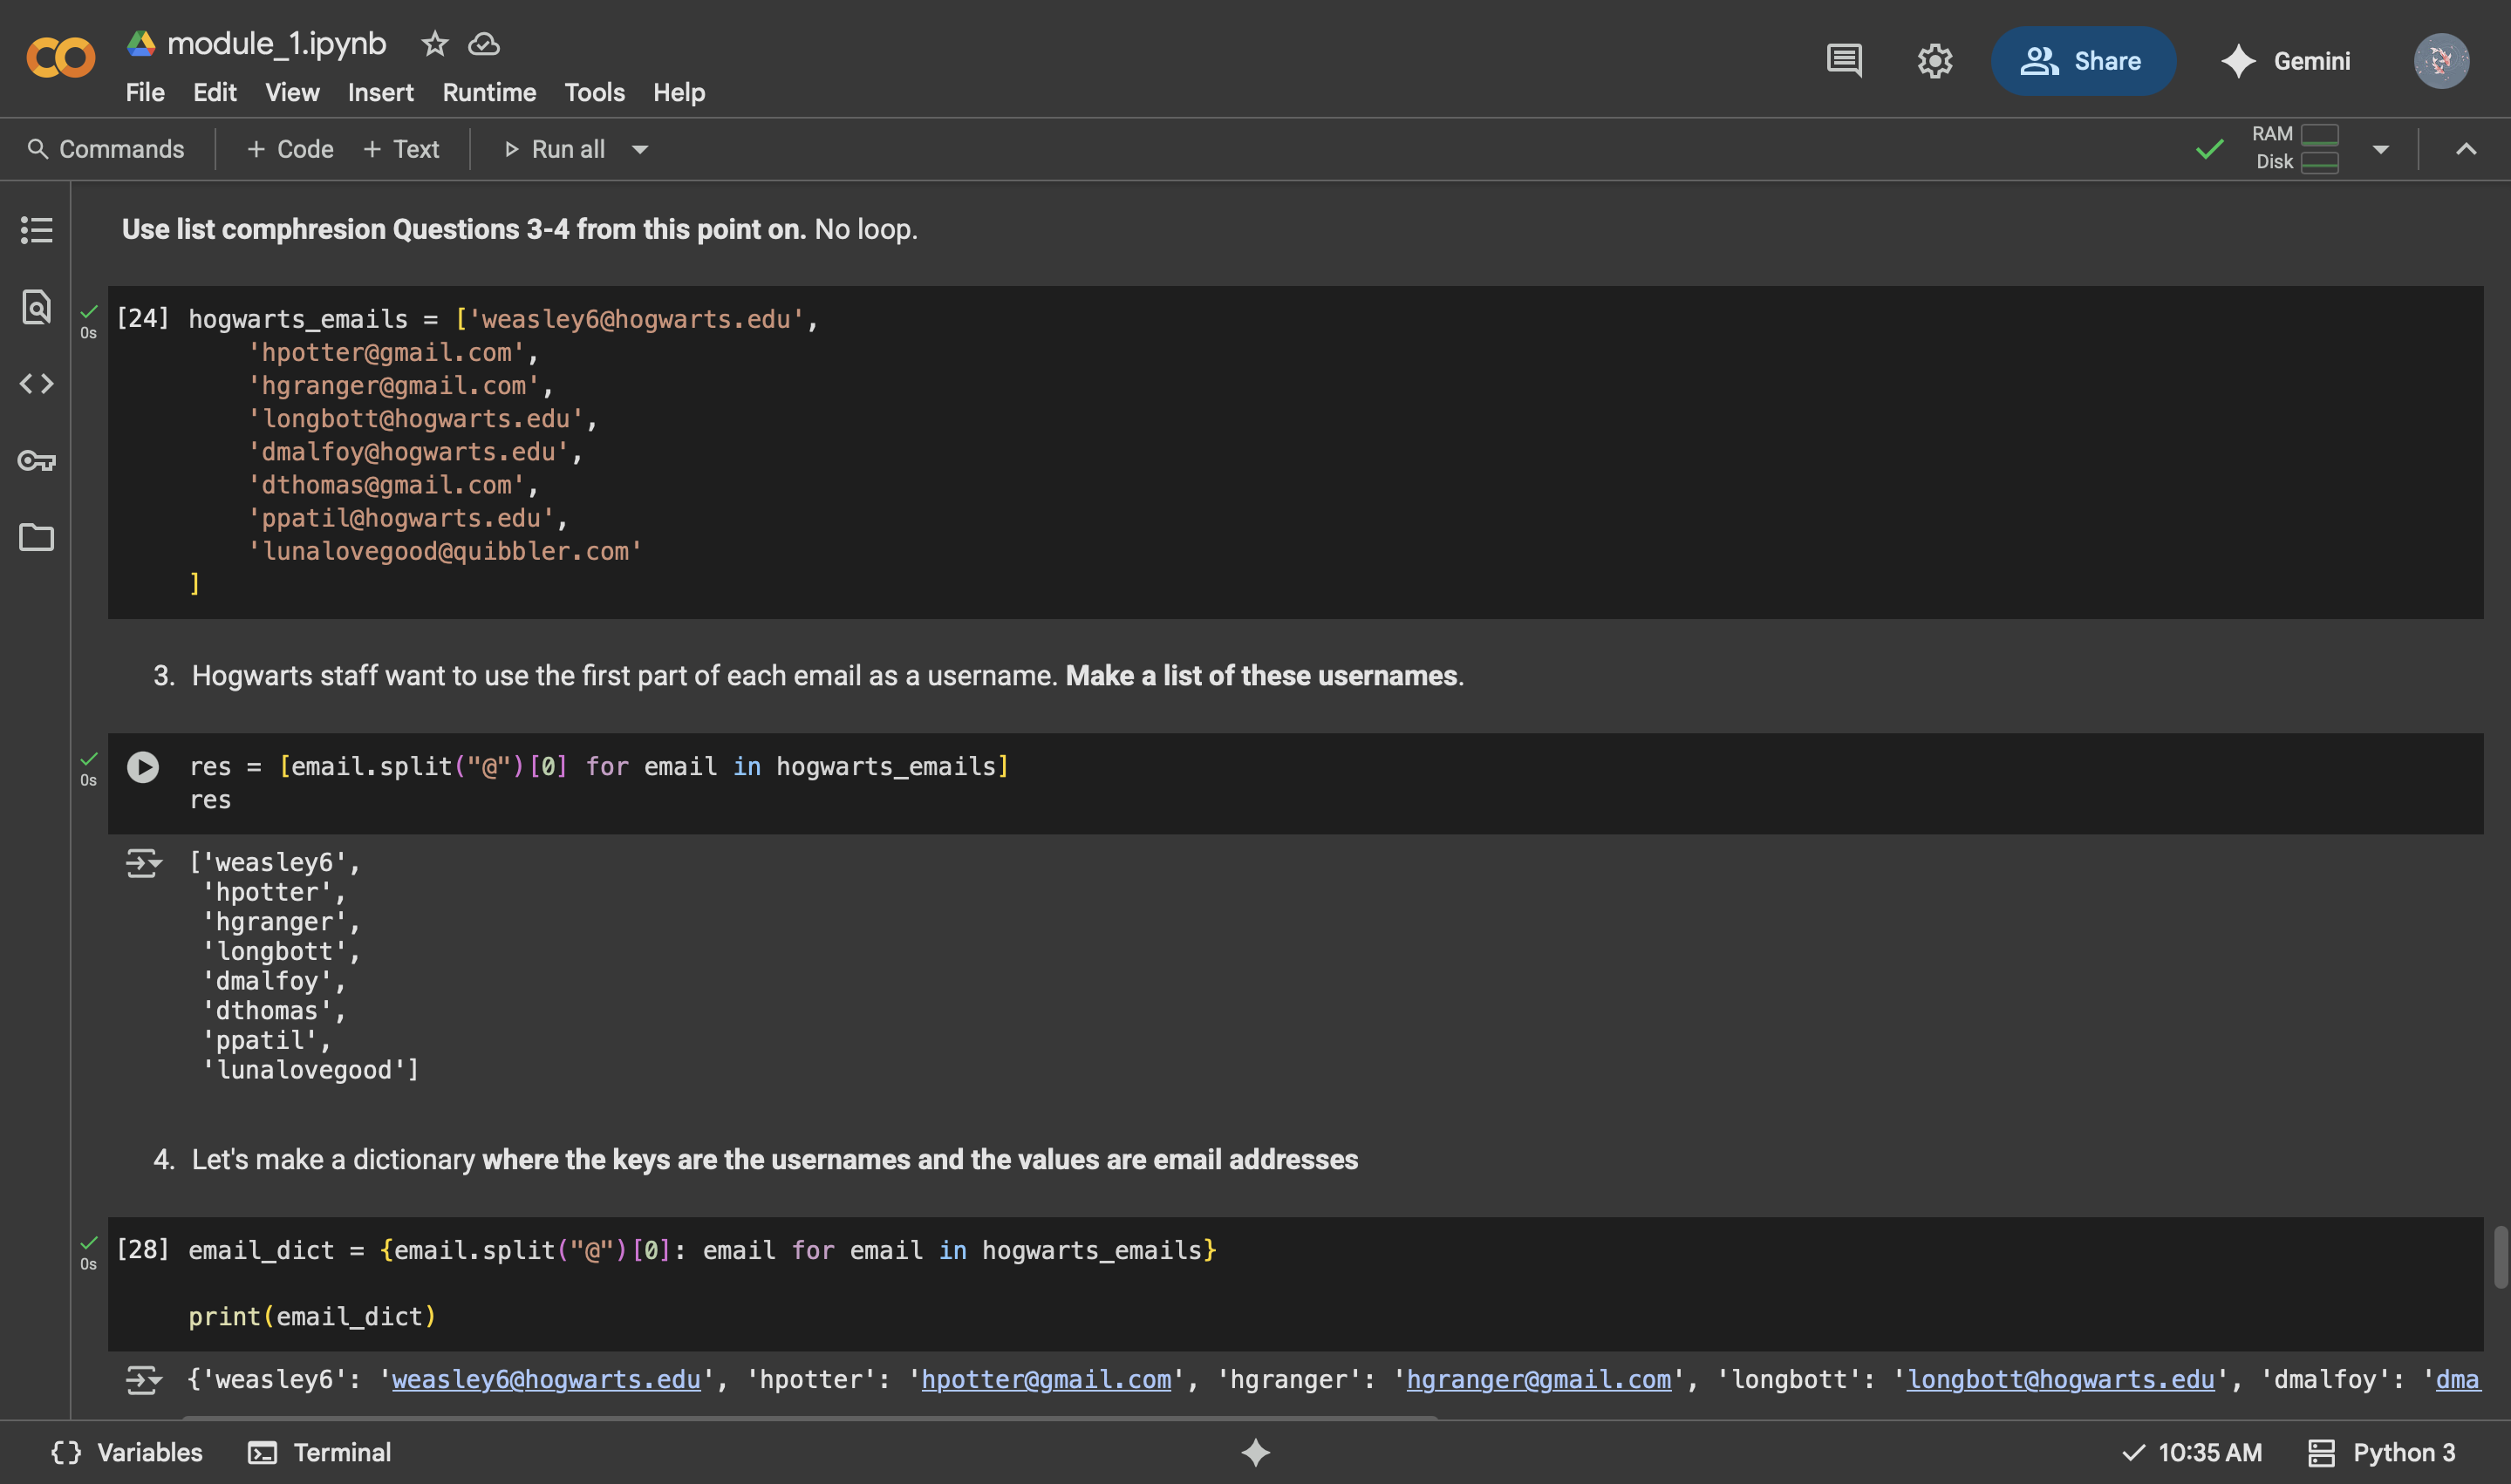 module_1.ipynb
File Edit View Insert Runtime Tools Help
Share
Gemini
Commands + Code + Text Run all
RAM
Disk
Use list comphresion Questions 3-4 from this point on. No loop.
[24] hogwarts_emails = ['weasley6@hogwarts.edu',
0s
'hpotter@gmail.com',
'hgranger@gmail.com',
'longbott@hogwarts.edu',
'dmalfoy@hogwarts.edu',
'dthomas@gmail.com',
'ppatil@hogwarts.edu',
'lunalovegood@quibbler.com'
]
3. Hogwarts staff want to use the first part of each email as a username. Make a list of these usernames.
res = [email.split("@")[0] for email in hogwarts_emails]
0s
res
['weasley6',
'hpotter',
'hgranger',
'longbott',
'dmalfoy',
'dthomas',
'ppatil',
'lunalovegood']
4. Let's make a dictionary where the keys are the usernames and the values are email addresses
[28] email_dict = {email.split("@")[0]: email for email in hogwarts_emails}
0s
print(email_dict)
{'weasley6': 'weasley6@hogwarts.edu', 'hpotter': 'hpotter@gmail.com', 'hgranger': 'hgranger@gmail.com', 'longbott': 'longbott@hogwarts.edu', 'dmalfoy': 'dma
Variables Terminal
10:35 AM Python 3